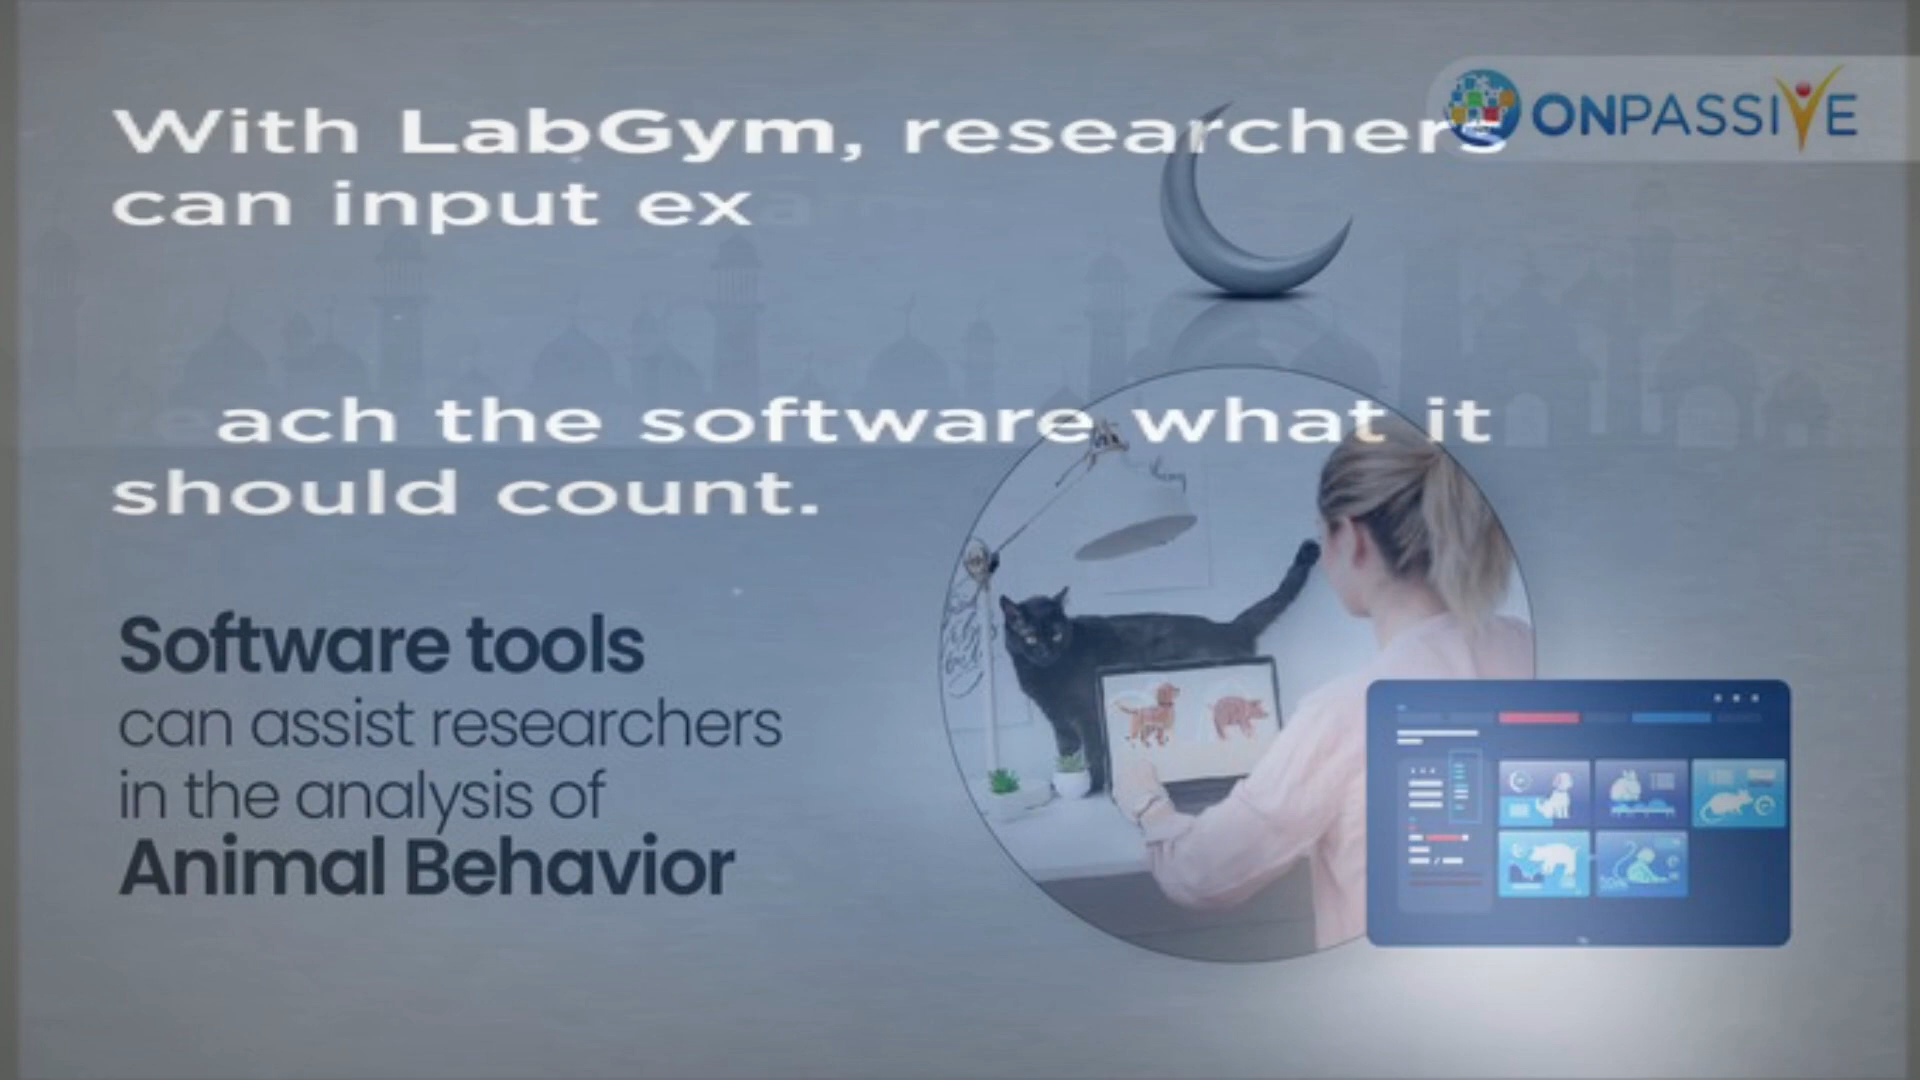 With LabGym, researchers
can input ex
ach the software what it
should count.
Software tools
can assist researchers
in the analysis of
Animal Behavior
ONPASSIVE